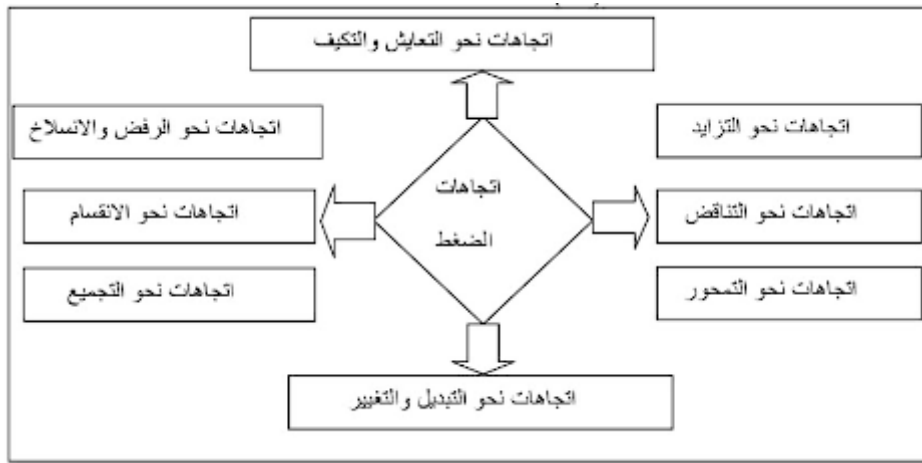 اتجاهات نحو التعايش والتكيف
اتجاهات نحو التزايد
اتجاهات نحو الرفض والانسلاخ
اتجاهات
الضغط
اتجاهات نحو التناقض
اتجاهات نحو الانقسام
اتجاهات نحو التمحور
اتجاهات نحو التجميع
اتجاهات نحو التبديل والتغيير